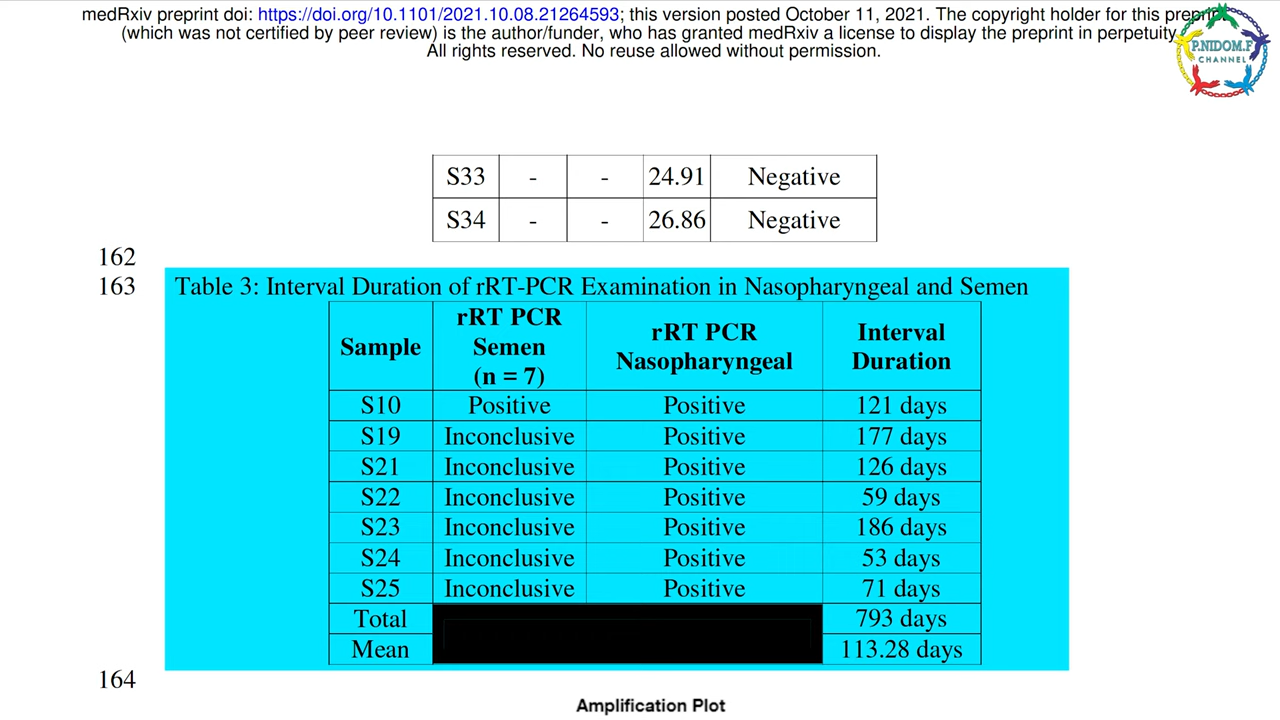 medRxiv preprint doi: https://doi.org/10.1101/2021.10.08.21264593; this version posted October 11, 2021. The copyright holder for this preprint
(which was not certified by peer review) is the author/funder, who has granted medRxiv a license to display the preprint in perpetuity.
All rights reserved. No reuse allowed without permission.
P.NIDOM.F
CHANNEL
S33 - - 24.91 Negative
S34 - - 26.86 Negative
162
163 Table 3: Interval Duration of rRT-PCR Examination in Nasopharyngeal and Semen
Sample rRT PCR Semen (n = 7) rRT PCR Nasopharyngeal Interval Duration
S10 Positive Positive 121 days
S19 Inconclusive Positive 177 days
S21 Inconclusive Positive 126 days
S22 Inconclusive Positive 59 days
S23 Inconclusive Positive 186 days
S24 Inconclusive Positive 53 days
S25 Inconclusive Positive 71 days
Total 793 days
Mean 113.28 days
164
Amplification Plot